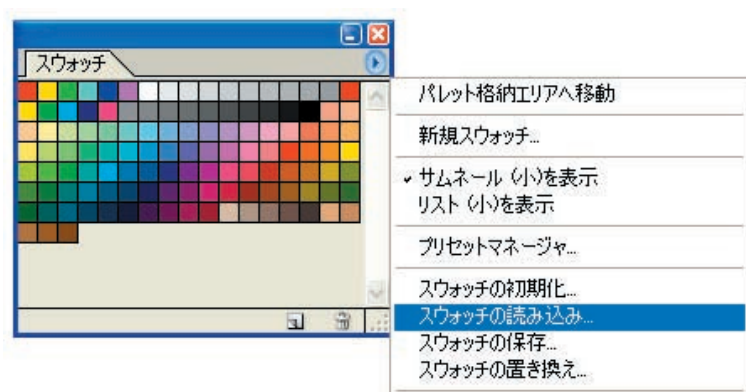 スウォッチ
パレット格納エリアへ移動
新規スウォッチ...
サムネール（小）を表示
リスト（小）を表示
プリセットマネージャ...
スウォッチの初期化...
スウォッチの読み込み...
スウォッチの保存...
スウォッチの置き換え...